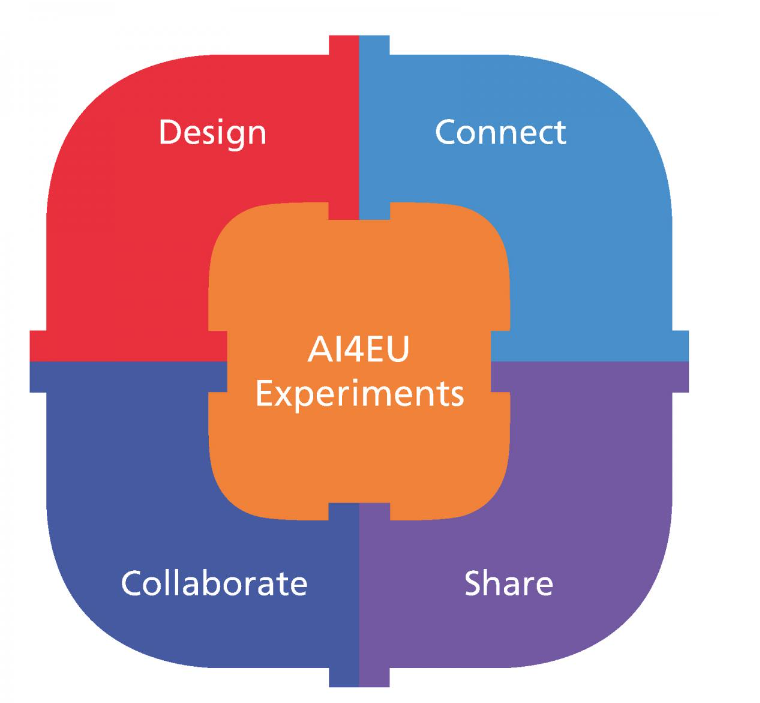 Design
Connect
AI4EU
Experiments
Collaborate
Share